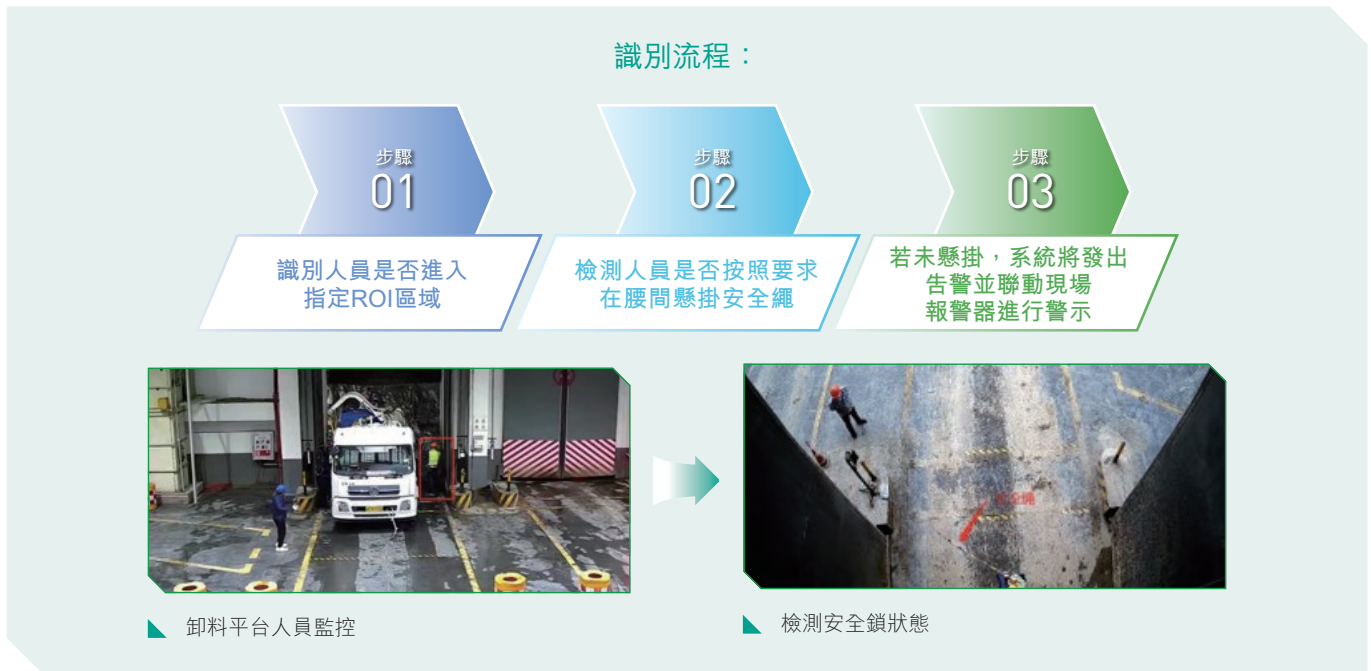 識別流程：
步驟
01
步驟
02
步驟
03
識別人員是否進入
指定ROI區域
檢測人員是否按照要求
在腰間懸掛安全繩
若未懸掛，系統將發出
告警並聯動現場
報警器進行警示
卸料平台人員監控
檢測安全鎖狀態